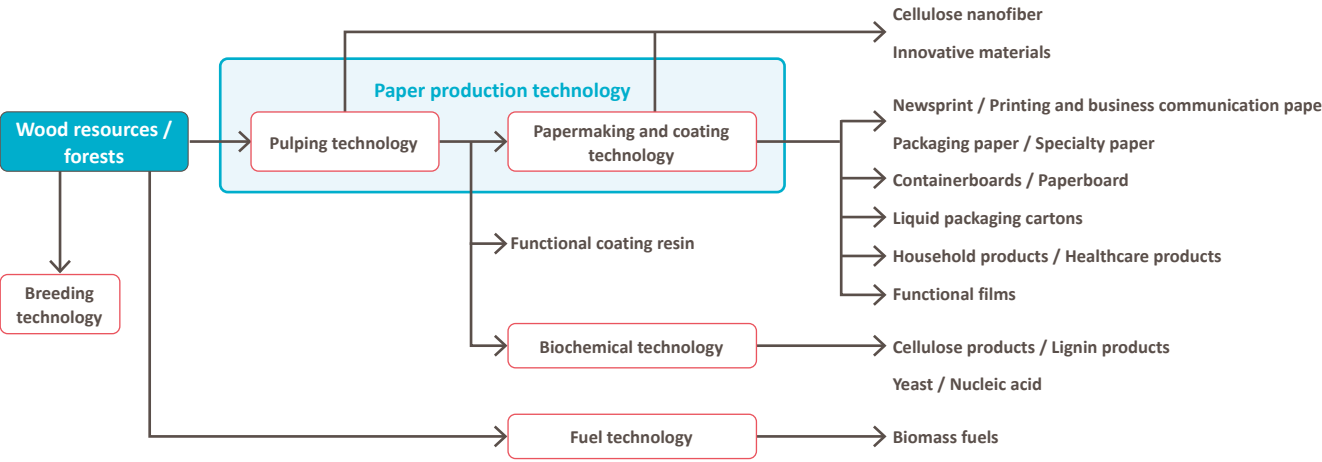 Cellulose nanofiber
Innovative materials
Paper production technology
Wood resources /
forests
Pulping technology
Papermaking and coating
technology
Newsprint / Printing and business communication pape
Packaging paper / Specialty paper
Containerboards / Paperboard
Liquid packaging cartons
Functional coating resin
Household products / Healthcare products
Breeding
technology
Functional films
Biochemical technology
Cellulose products / Lignin products
Yeast / Nucleic acid
Fuel technology
Biomass fuels